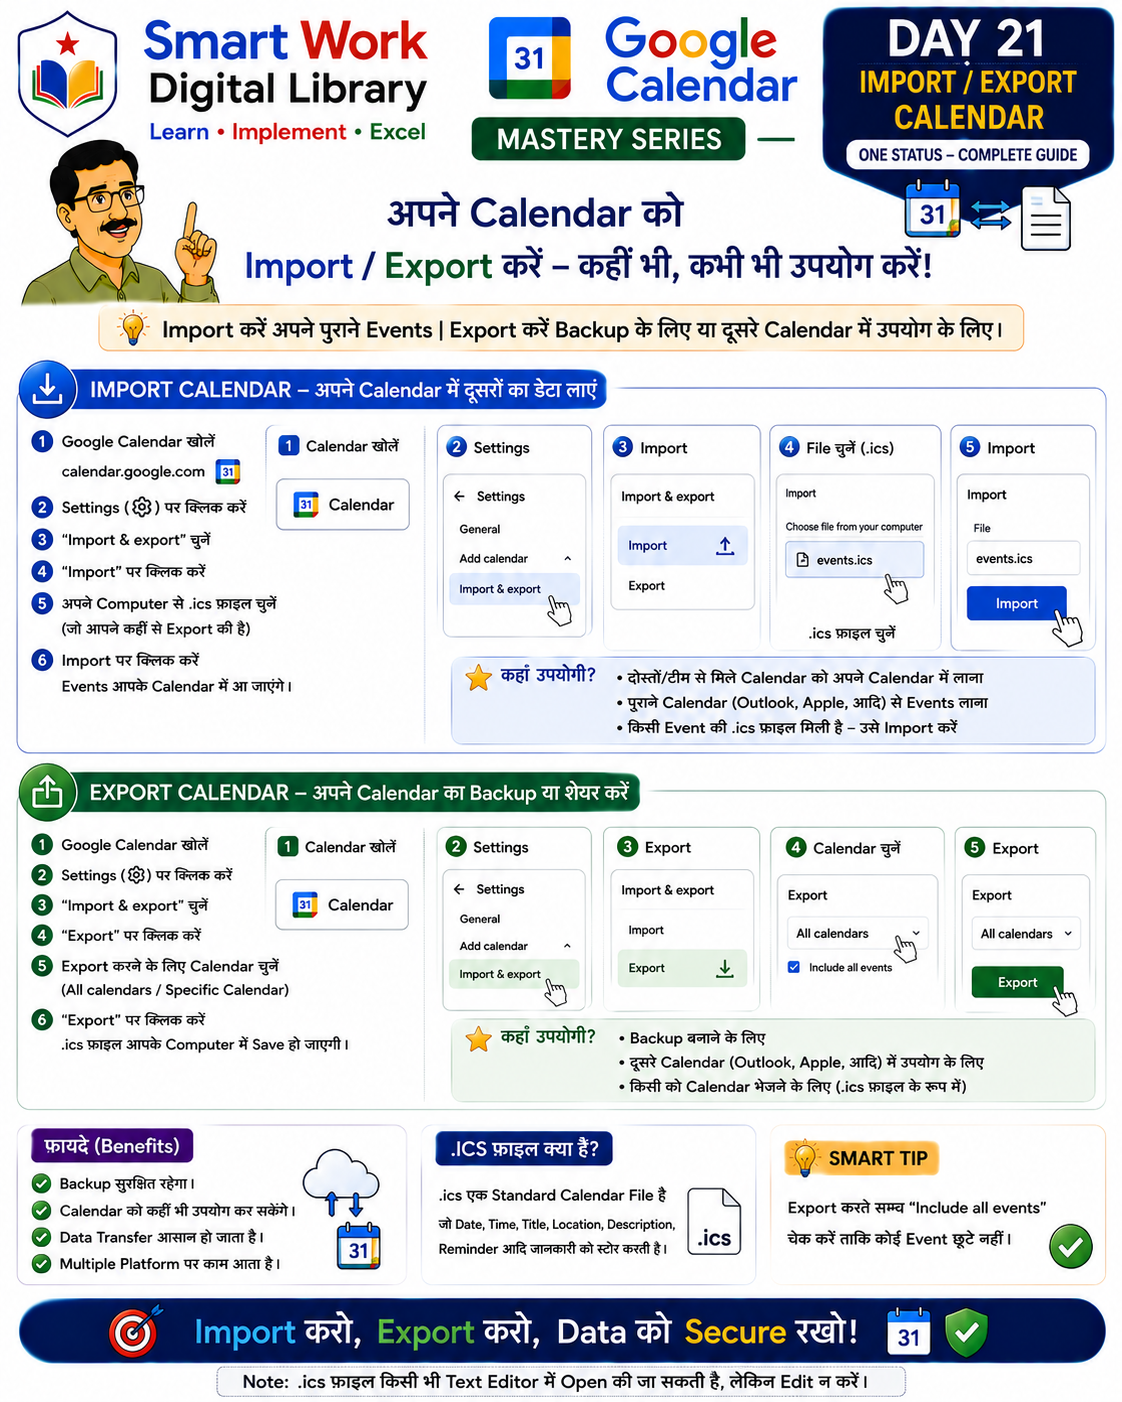 Smart Work
Digital Library
Learn • Implement • Excel
31
Google
Calendar
MASTERY SERIES
DAY 21
IMPORT / EXPORT
CALENDAR
ONE STATUS – COMPLETE GUIDE
31
अपने Calendar को
Import / Export करें – कहीं भी, कभी भी उपयोग करें!
Import करें अपने पुराने Events | Export करें Backup के लिए या दूसरे Calendar में उपयोग के लिए।
IMPORT CALENDAR – अपने Calendar में दूसरों का डेटा लाएं
1 Google Calendar खोलें
calendar.google.com 31
2 Settings ( ) पर क्लिक करें
3 “Import & export” चुनें
4 “Import” पर क्लिक करें
5 अपने Computer से .ics फ़ाइल चुनें
(जो आपने कहीं से Export की है)
6 Import पर क्लिक करें
Events आपके Calendar में आ जाएंगे।
1 Calendar खोलें
31 Calendar
2 Settings
← Settings
General
Add calendar
Import & export
3 Import
Import & export
Import
Export
4 File चुनें (.ics)
Import
Choose file from your computer
events.ics
.ics फ़ाइल चुनें
5 Import
Import
File
events.ics
Import
कहां उपयोगी?
• दोस्तों/टीम से मिले Calendar को अपने Calendar में लाना
• पुराने Calendar (Outlook, Apple, आदि) से Events लाना
• किसी Event की .ics फ़ाइल मिली है – उसे Import करें
EXPORT CALENDAR – अपने Calendar का Backup या शेयर करें
1 Google Calendar खोलें
2 Settings ( ) पर क्लिक करें
3 “Import & export” चुनें
4 “Export” पर क्लिक करें
5 Export करने के लिए Calendar चुनें
(All calendars / Specific Calendar)
6 “Export” पर क्लिक करें
.ics फ़ाइल आपके Computer में Save हो जाएगी।
1 Calendar खोलें
31 Calendar
2 Settings
← Settings
General
Add calendar
Import & export
3 Export
Import & export
Import
Export
4 Calendar चुनें
Export
All calendars
Include all events
5 Export
Export
All calendars
Export
कहां उपयोगी?
• Backup बनाने के लिए
• दूसरे Calendar (Outlook, Apple, आदि) में उपयोग के लिए
• किसी को Calendar भेजने के लिए (.ics फ़ाइल के रूप में)
फ़ायदे (Benefits)
Backup सुरक्षित रहेगा।
Calendar को कहीं भी उपयोग कर सकेंगे।
Data Transfer आसान हो जाता है।
Multiple Platform पर काम आता है।
31
.ICS फ़ाइल क्या हैं?
.ics एक Standard Calendar File है
जो Date, Time, Title, Location, Description,
Reminder आदि जानकारी को स्टोर करती है।
.ics
SMART TIP
Export करते सम्य “Include all events”
चेक करें ताकि कोई Event छूटे नहीं।
Import करो, Export करो, Data को Secure रखो!
31
Note: .ics फ़ाइल किसी भी Text Editor में Open की जा सकती है, लेकिन Edit न करें।